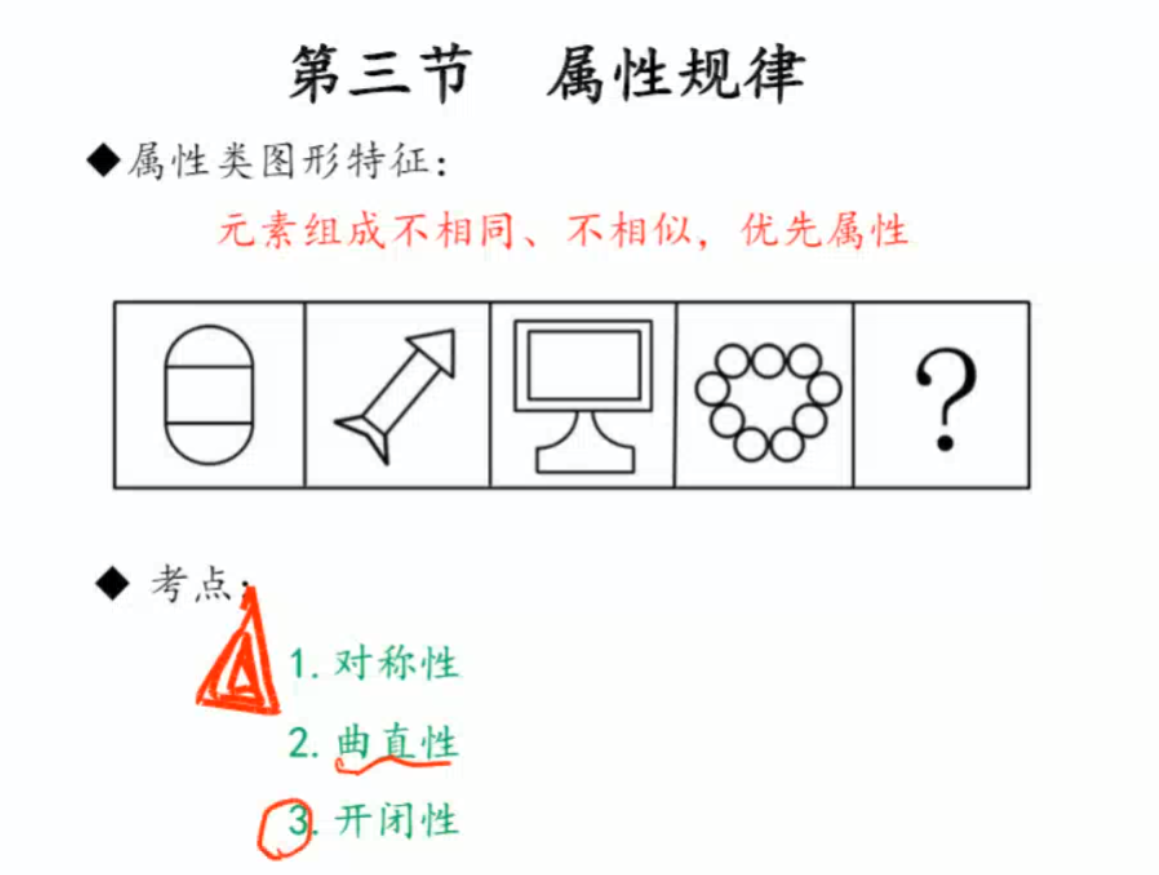 第三节 属性规律
◆属性类图形特征：
元素组成不相同、不相似，优先属性
?
◆ 考点：
1. 对称性
2. 曲直性
3. 开闭性